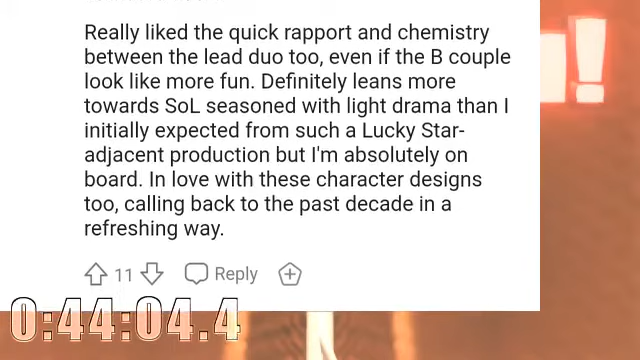 Really liked the quick rapport and chemistry
between the lead duo too, even if the B couple
look like more fun. Definitely leans more
towards SoL seasoned with light drama than I
initially expected from such a Lucky Star-
adjacent production but I'm absolutely on
board. In love with these character designs
too, calling back to the past decade in a
refreshing way.
11 Reply
0:44:04.4